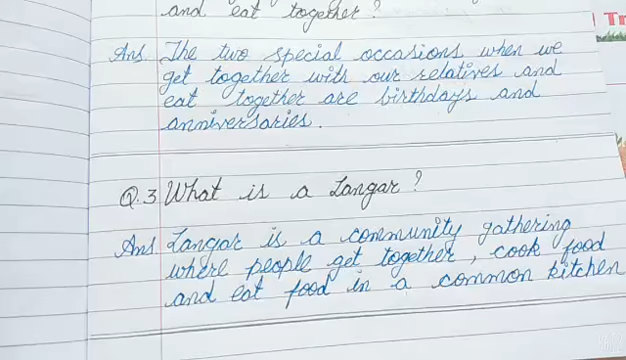 and eat together?
Ans. The two special occasions when we
get together with our relatives and
eat together are birthdays and
anniversaries.
Q.3 What is a Langar?
Ans. Langar is a community gathering
where people get together, cook food
and eat food in a common kitchen